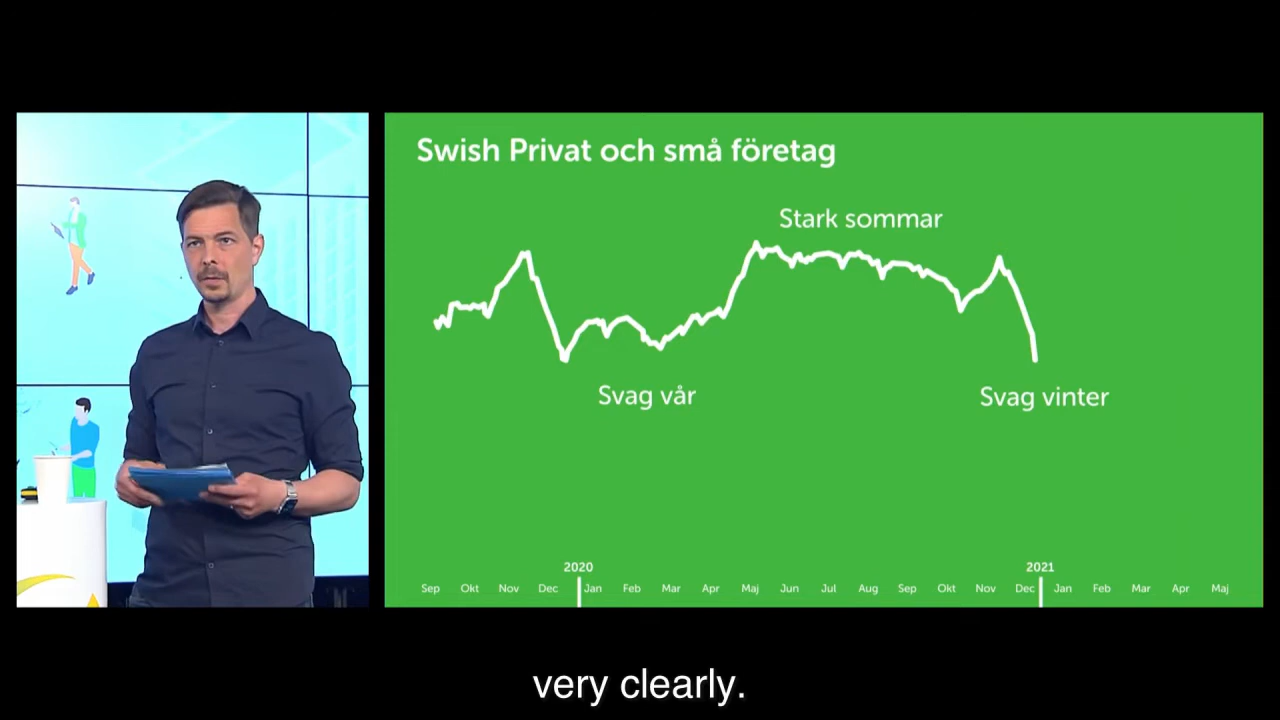 Swish Privat och små företag
Stark sommar
Svag vår
Svag vinter
2020
2021
Sep Okt Nov Dec Jan Feb Mar Apr Maj Jun Jul Aug Sep Okt Nov Dec Jan Feb Mar Apr Maj
very clearly.